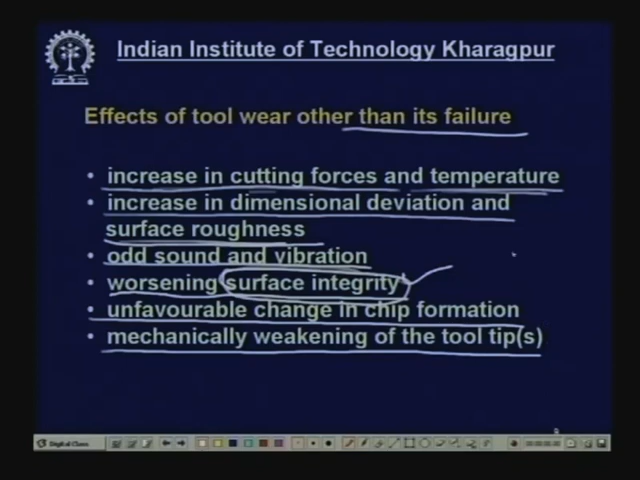 Indian Institute of Technology Kharagpur
Effects of tool wear other than its failure
• increase in cutting forces and temperature
• increase in dimensional deviation and
surface roughness
• odd sound and vibration
• worsening surface integrity
• unfavourable change in chip formation
• mechanically weakening of the tool tip(s)
Digital Class